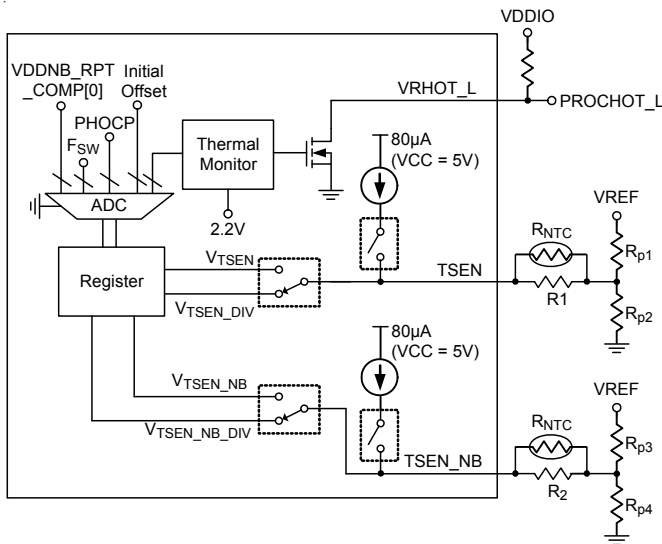 VDDIO
VDDNB_RPT
_COMP[0]
Initial
Offset
VRHOT_L
PROCHOT_L
PHOCP
FSW
Thermal
Monitor
80µA
(VCC = 5V)
ADC
2.2V
VREF
RNTC
Rp1
VTSEN
TSEN
Register
R1
Rp2
VTSEN_DIV
80µA
(VCC = 5V)
VTSEN_NB
VREF
RNTC
Rp3
VTSEN_NB_DIV
TSEN_NB
R2
Rp4